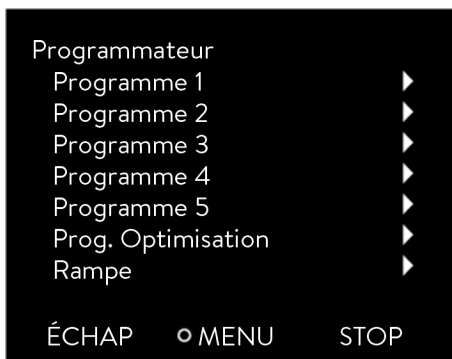 Programmateur
Programme 1
Programme 2
Programme 3
Programme 4
Programme 5
Prog. Optimisation
Rampe
ÉCHAP MENU STOP